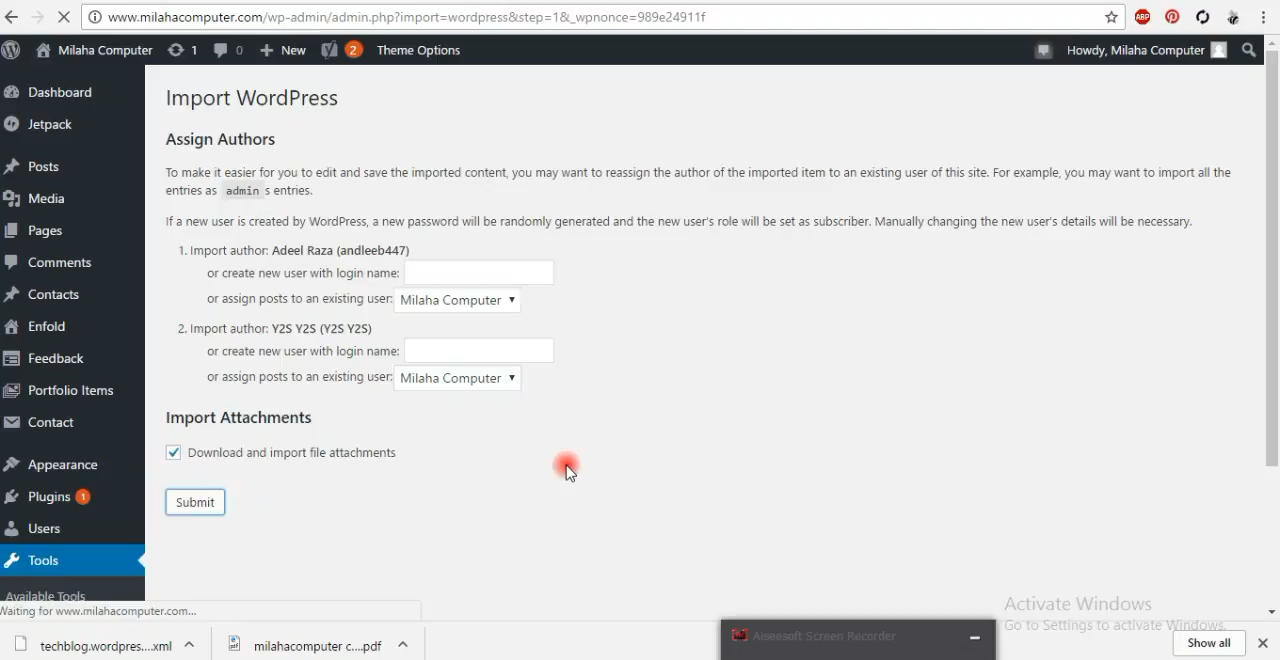 www.milahacomputer.com/wp-admin/admin.php?import=wordpress&step=1&_wpnonce=989e24911f
ABP
Milaha Computer 1 0 New 2 Theme Options Howdy, Milaha Computer
Dashboard
Jetpack
Posts
Media
Pages
Comments
Contacts
Enfold
Feedback
Portfolio Items
Contact
Appearance
Plugins 1
Users
Tools
Available Tools
Import WordPress
Assign Authors
To make it easier for you to edit and save the imported content, you may want to reassign the author of the imported item to an existing user of this site. For example, you may want to import all the
entries as admin s entries.
If a new user is created by WordPress, a new password will be randomly generated and the new user's role will be set as subscriber. Manually changing the new user's details will be necessary.
1. Import author: Adeel Raza (andleeb447)
or create new user with login name:
or assign posts to an existing user: Milaha Computer
2. Import author: Y2S Y2S (Y2S Y2S)
or create new user with login name:
or assign posts to an existing user: Milaha Computer
Import Attachments
Download and import file attachments
Submit
Waiting for www.milahacomputer.com...
Activate Windows
Go to Settings to activate Windows.
techblog.wordpres....xml
milahacomputer c....pdf
Aiseesoft Screen Recorder
Show all